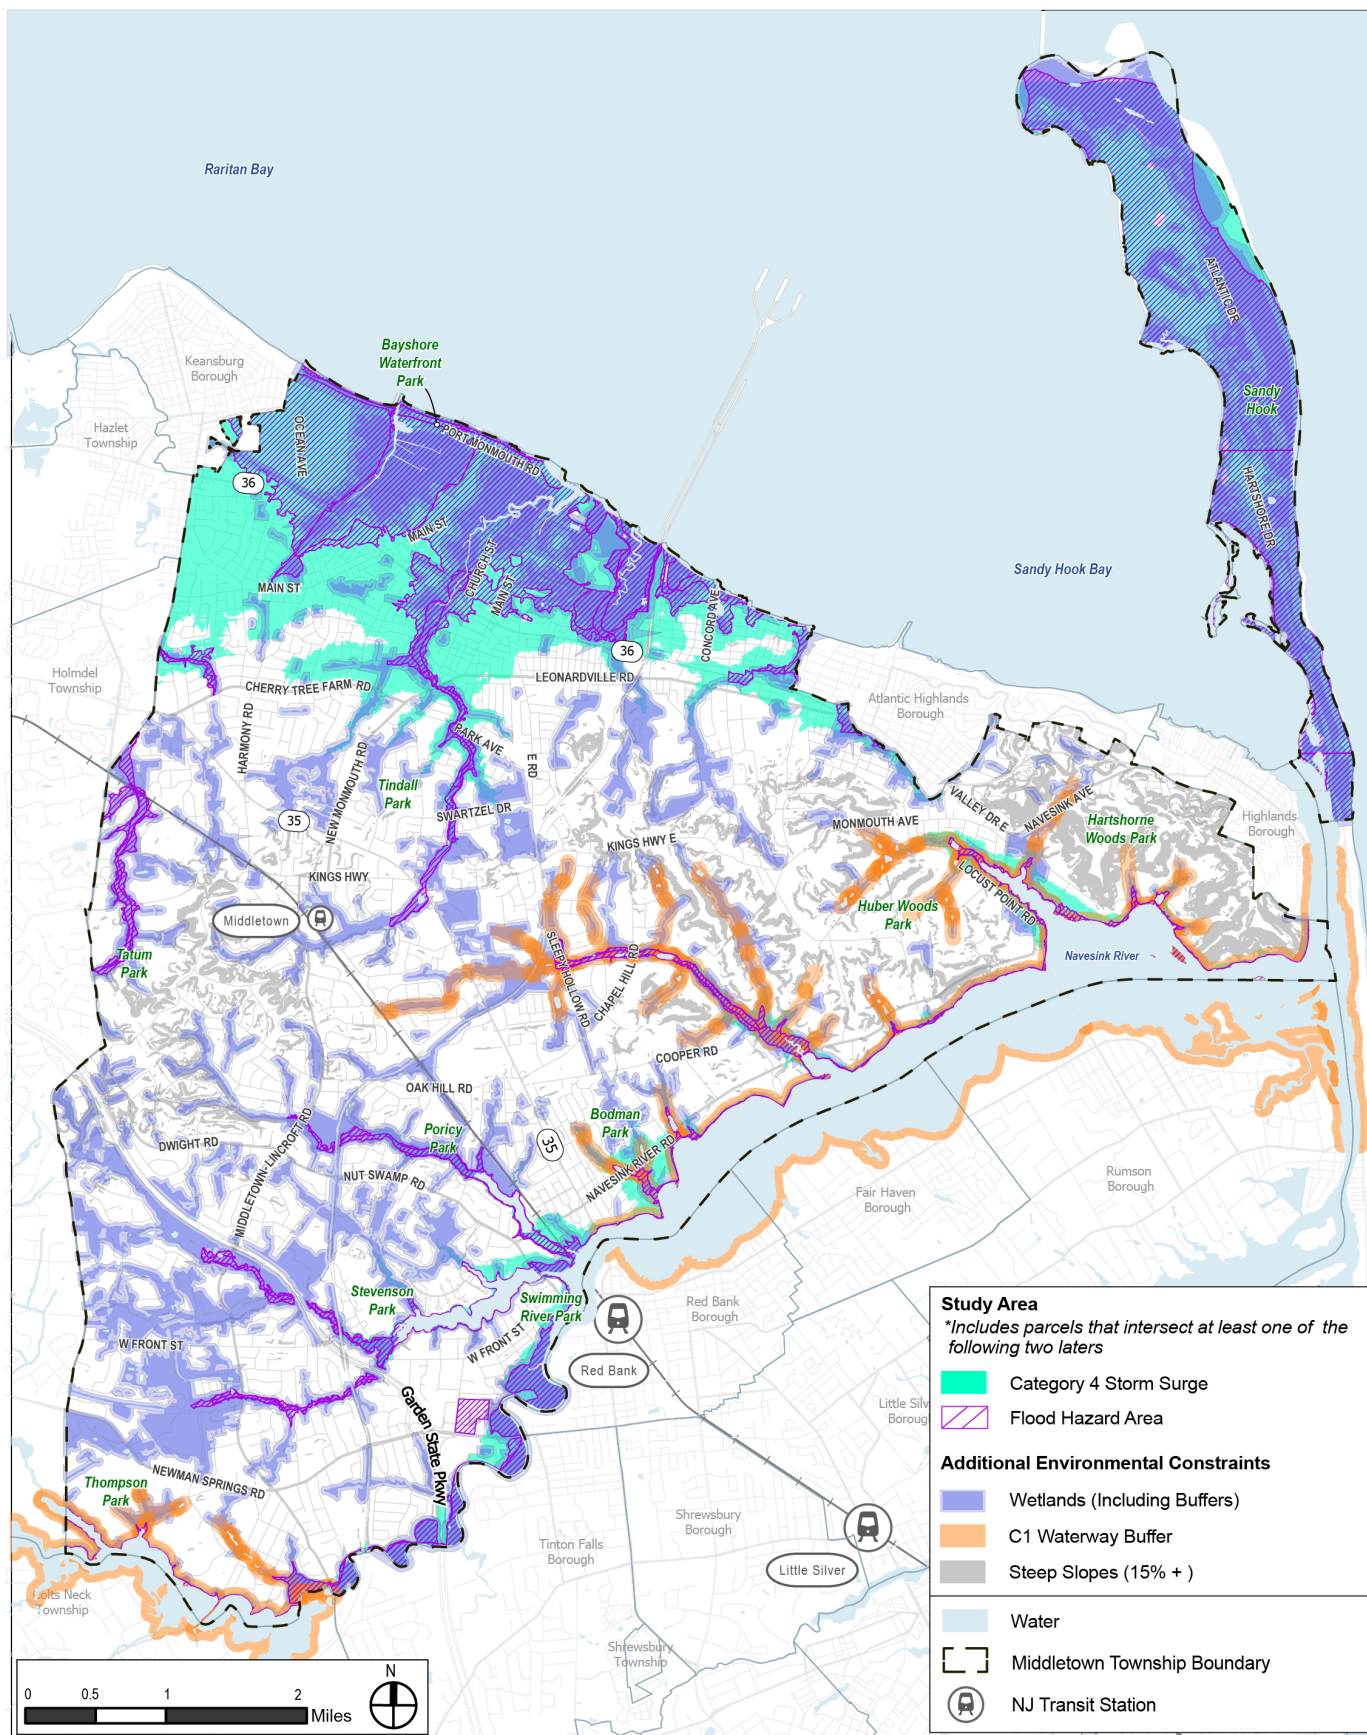 Raritan Bay
Keansburg
Borough
Bayshore
Waterfront
Park
Hazlet
Township
OCEAN AVE
PORT MONMOUTH RD
36
MAIN ST
CHURCH ST
MAIN ST
MAIN ST
CONCORD AVE
36
LEONARDVILLE RD
ATLANTIC DR
Sandy
Hook
HARTSHORE DR
Sandy Hook Bay
Holmdel
Township
CHERRY TREE FARM RD
HARMONY RD
NEW MONMOUTH RD
PARK AVE
E RD
Atlantic Highlands
Borough
Tindall
Park
SWARTZEL DR
35
KINGS HWY
KINGS HWY E
MONMOUTH AVE
VALLEY DR E
NAVESINK AVE
Hartshorne
Woods Park
Highlands
Borough
Middletown
LOCUST POINT RD
Huber Woods
Park
Navesink River
Tatum
Park
SLEEPY HOLLOW RD
CHAPEL HILL RD
COOPER RD
OAK HILL RD
Bodman
Park
Poricy
Park
35
DWIGHT RD
MIDDLETOWN-LINCROFT RD
NUT SWAMP RD
NAVESINK RIVER RD
Rumson
Borough
Fair Haven
Borough
Stevenson
Park
Swimming
River Park
W FRONT ST
Red Bank
Borough
W FRONT ST
Red Bank
Garden State Pkwy
Little Silv
Boroug
NEWMAN SPRINGS RD
Thompson
Park
Shrewsbury
Borough
Tinton Falls
Borough
Little Silver
olts Neck
Township
Shrewsbury
Township
Study Area
*Includes parcels that intersect at least one of the
following two laters
Category 4 Storm Surge
Flood Hazard Area
Additional Environmental Constraints
Wetlands (Including Buffers)
C1 Waterway Buffer
Steep Slopes (15% + )
Water
Middletown Township Boundary
NJ Transit Station
N
0 0.5 1 2
Miles